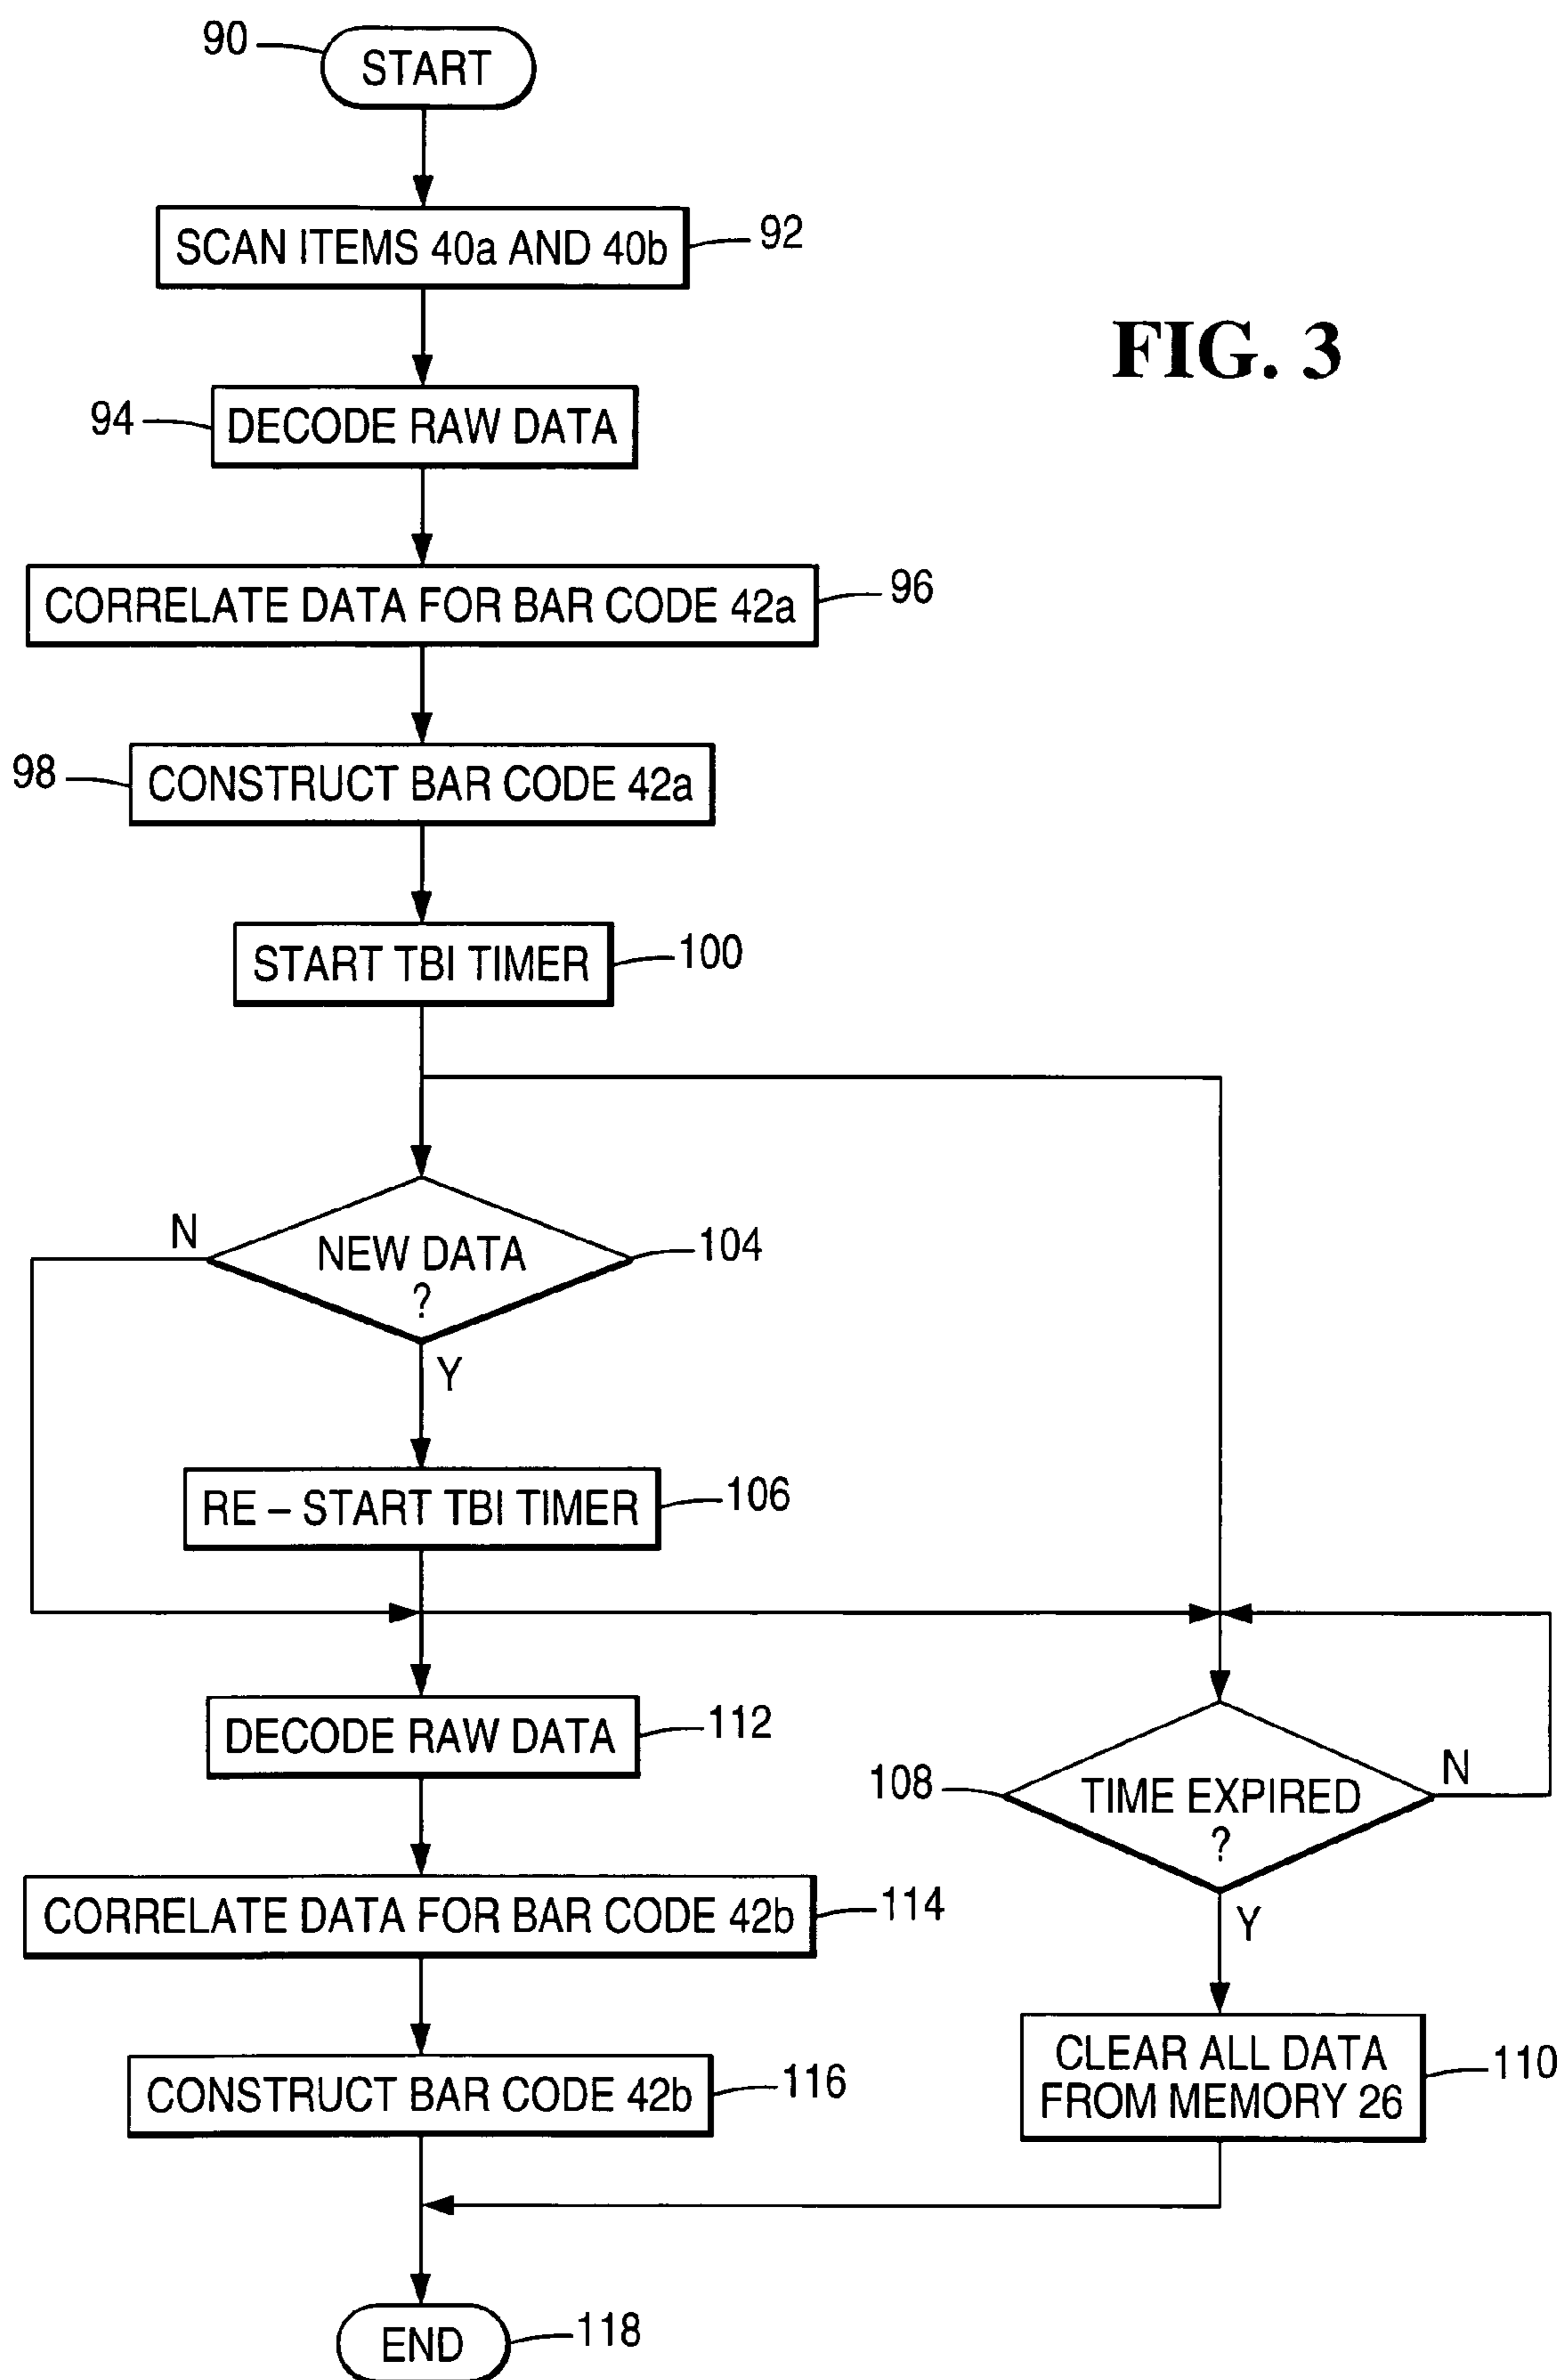 90
START
SCAN ITEMS 40a AND 40b
92
FIG. 3
94
DECODE RAW DATA
CORRELATE DATA FOR BAR CODE 42a
96
98
CONSTRUCT BAR CODE 42a
START TBI TIMER
100
N
NEW DATA
?
104
Y
RE – START TBI TIMER
106
DECODE RAW DATA
112
108
TIME EXPIRED
?
N
Y
CORRELATE DATA FOR BAR CODE 42b
114
CONSTRUCT BAR CODE 42b
116
CLEAR ALL DATA
FROM MEMORY 26
110
END
118